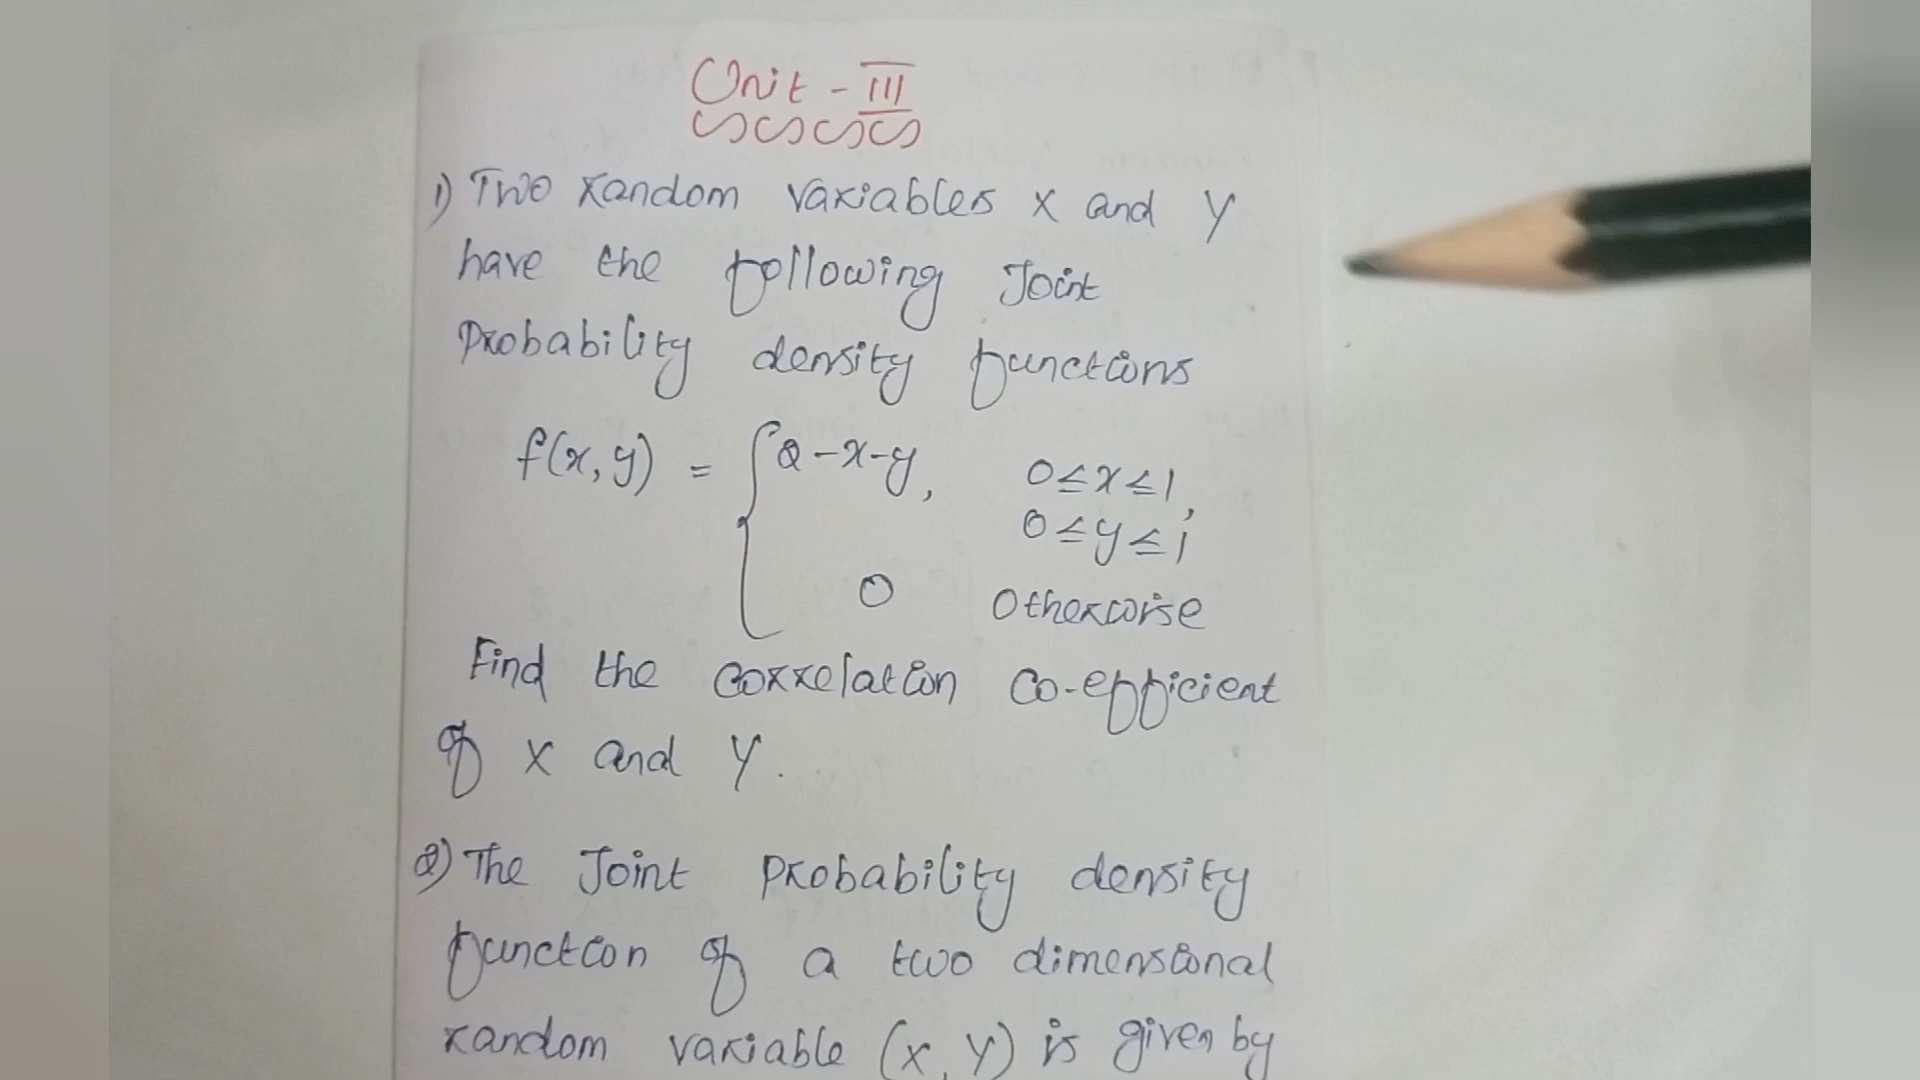 Unit - III
1) Two random variables X and Y
have the following Joint
Probability density functions
f(x, y) = { 2-x-y, 0≤x≤1,
0≤y≤1
0 Otherwise
Find the correlation co-efficient
of X and Y.
2) The Joint Probability density
function of a two dimensional
random variable (X, Y) is given by